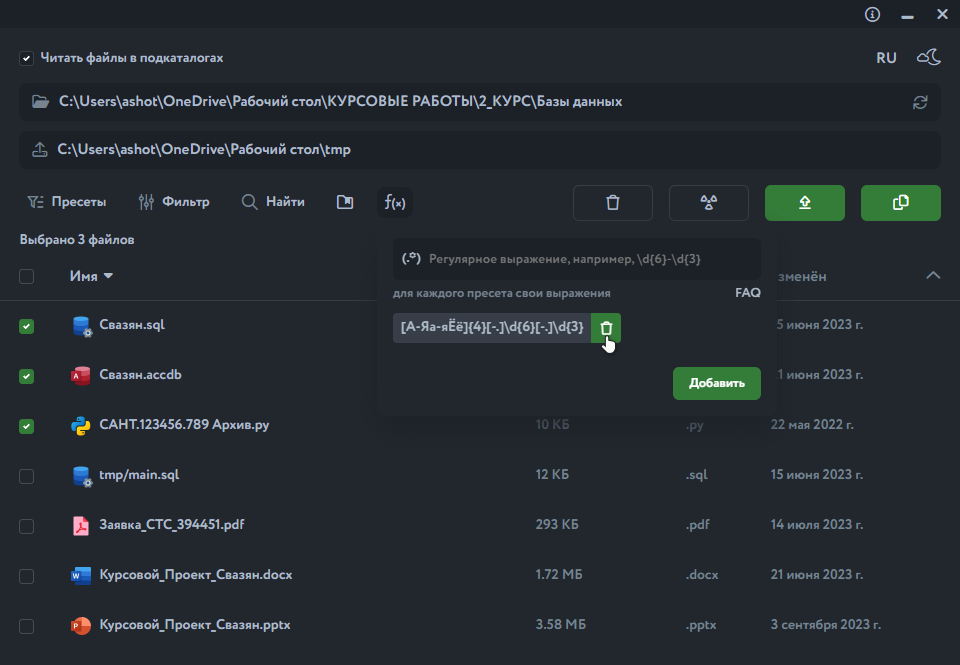 Читать файлы в подкаталогах
RU
C:\Users\ashot\OneDrive\Рабочий стол\КУРСОВЫЕ РАБОТЫ\2_КУРС\Базы данных
C:\Users\ashot\OneDrive\Рабочий стол\tmp
Пресеты Фильтр Найти f(x)
Выбрано 3 файлов
(.*) Регулярное выражение, например, \d{6}-\d{3}
Имя зменён
для каждого пресета свои выражения FAQ
Свазян.sql 5 июня 2023 г.
[А-Яа-яЁё]{4}[-.]\d{6}[-.]\d{3}
Свазян.accdb 1 июня 2023 г.
Добавить
САНТ.123456.789 Архив.py 10 КБ .py 22 мая 2022 г.
tmp/main.sql 12 КБ .sql 15 июня 2023 г.
Заявка_СТС_394451.pdf 293 КБ .pdf 14 июля 2023 г.
Курсовой_Проект_Свазян.docx 1.72 МБ .docx 21 июня 2023 г.
Курсовой_Проект_Свазян.pptx 3.58 МБ .pptx 3 сентября 2023 г.